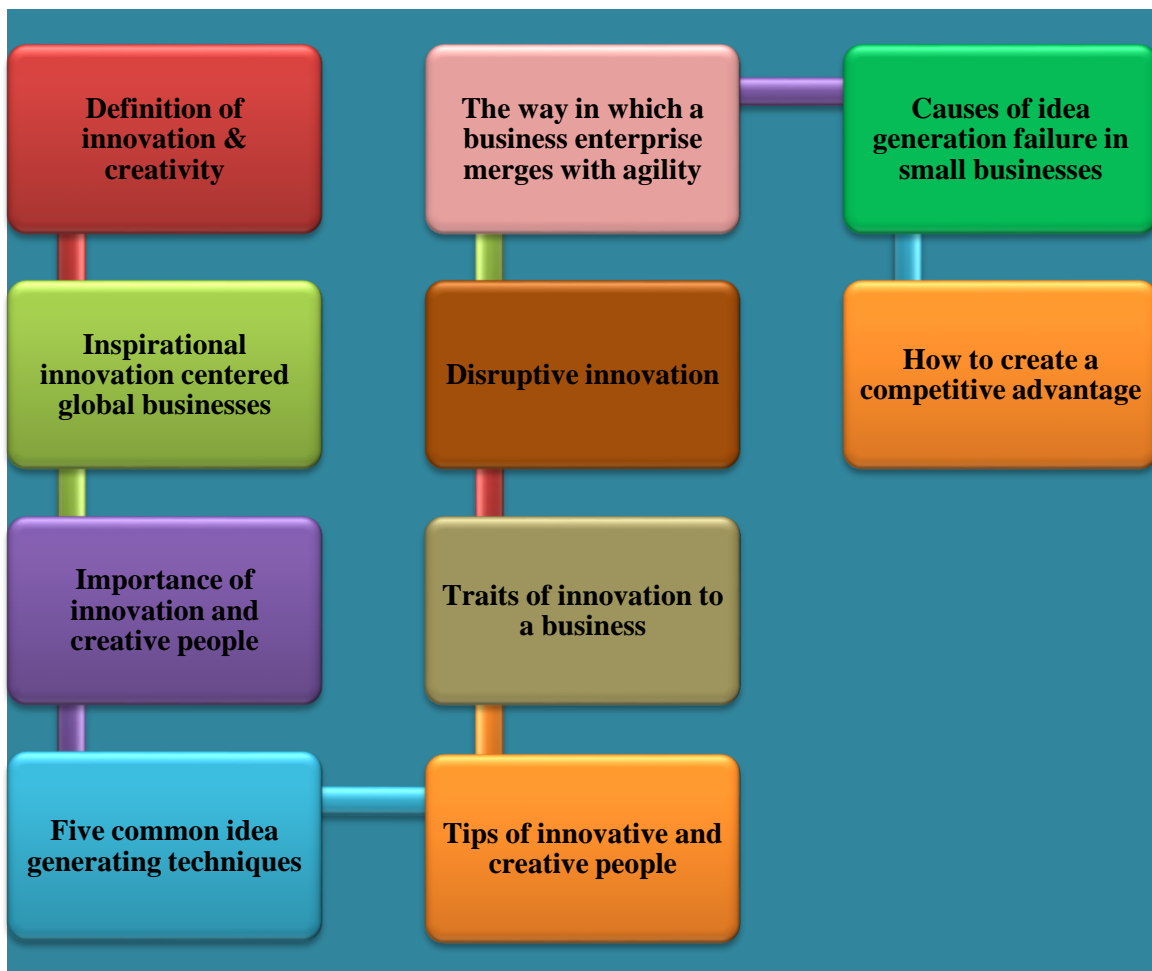 Definition of
innovation &
creativity
Inspirational
innovation centered
global businesses
Importance of
innovation and
creative people
Five common idea
generating techniques
Tips of innovative and
creative people
Traits of innovation to
a business
Disruptive innovation
The way in which a
business enterprise
merges with agility
Causes of idea
generation failure in
small businesses
How to create a
competitive advantage